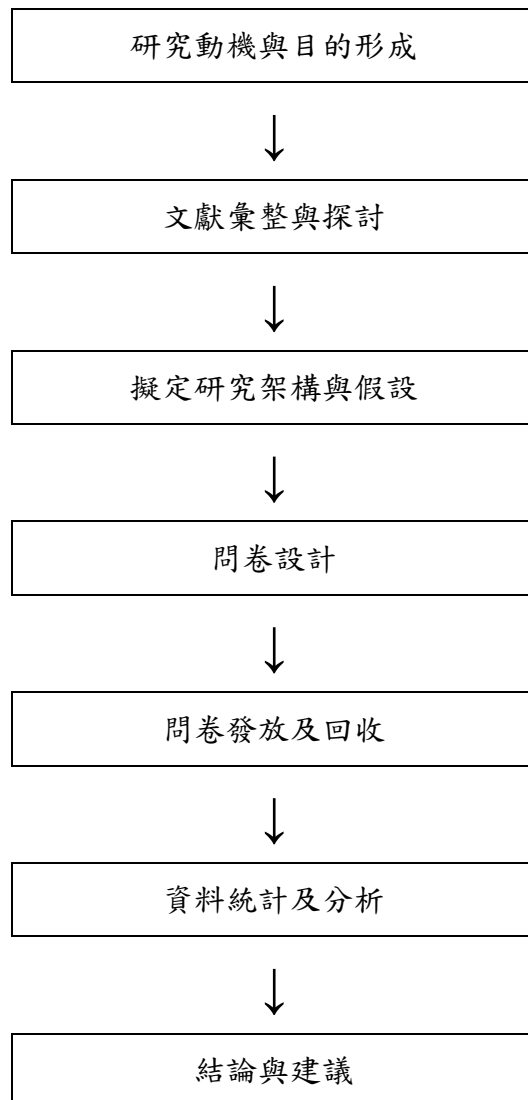 研究動機與目的形成
↓
文獻彙整與探討
↓
擬定研究架構與假設
↓
問卷設計
↓
問卷發放及回收
↓
資料統計及分析
↓
結論與建議